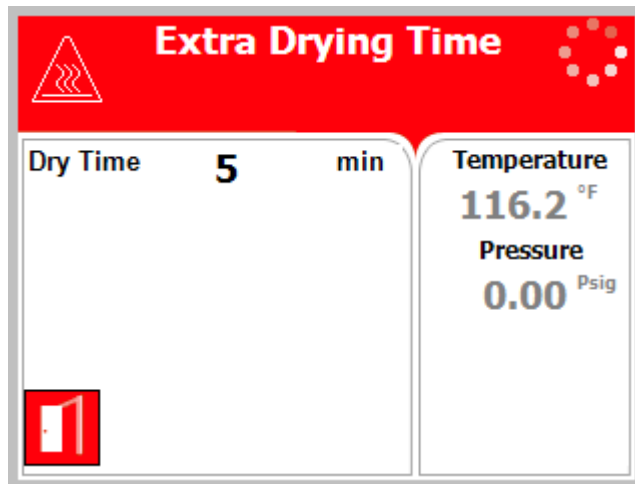 Extra Drying Time
Dry Time 5 min
Temperature
116.2 °F
Pressure
0.00 Psig